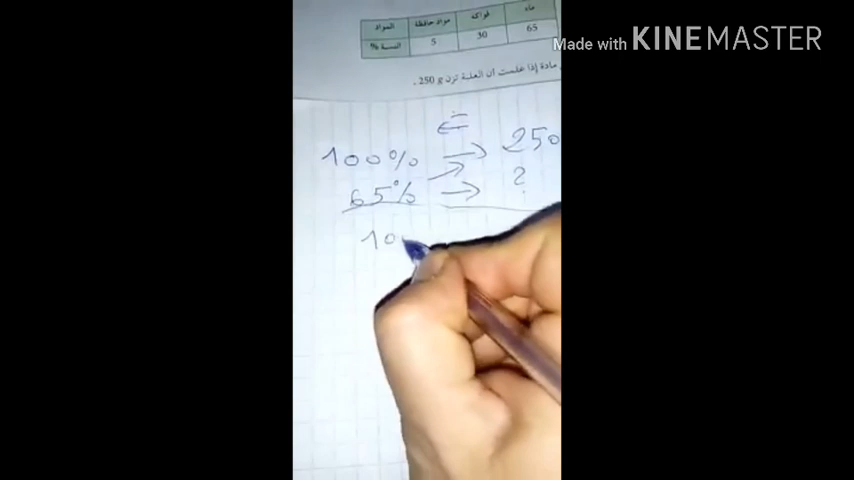 المواد مواد حافظة فواكه ماء
النسبة % 5 30 65
مادة إذا علمت أن العلبة تزن 250 g .
Made with KINEMASTER
100% → 250
65% → ?
10